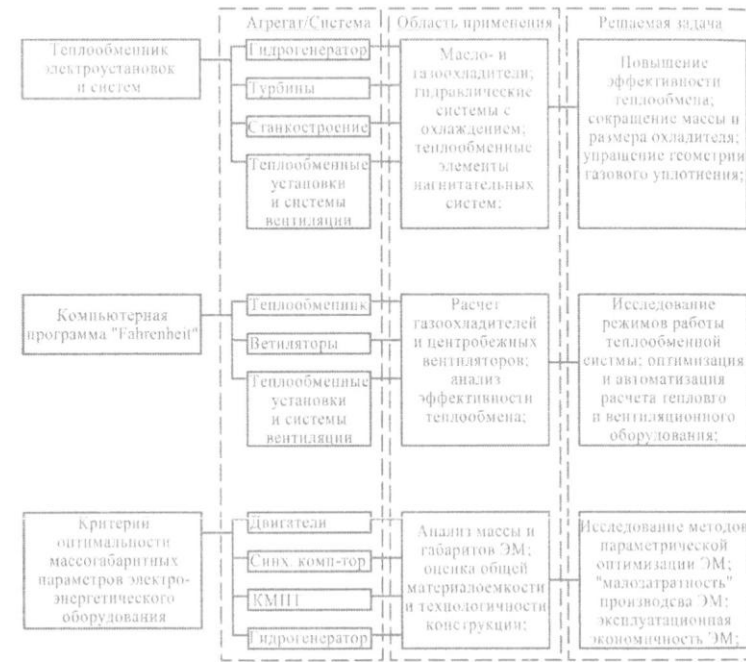 Агрегат/Система
Область применения
Решаемая задача
Теплообменник
электроустановок
и систем
Гидрогенератор
Турбины
Станкостроение
Теплообменные
установки
и системы
вентиляции
Масло- и
газоохладители;
гидравлические
системы с
охлаждением;
теплообменные
элементы
нагнитательных
систем;
Повышение
эффективности
теплообмена;
сокращение массы и
размера охладителя;
упращение геометрии
газового уплотнения;
Компьютерная
программа "Fahrenheit"
Теплообменник
Ветиляторы
Теплообменные
установки
и системы
вентиляции
Расчет
газоохладителей
и центробежных
вентиляторов;
анализ
эффективности
теплообмена;
Исследование
режимов работы
теплообменной
систмы; оптимизация
и автоматизация
расчета тепловго
и вентиляционного
оборудования;
Критерии
оптимальности
массогабаритных
параметров электро-
энергетического
оборудования
Двигатели
Синх. комп-тор
КМПП
Гидрогенератор
Анализ массы и
габаритов ЭМ;
оценка общей
материалоемкости
и технологичности
конструкции;
Исследование методов
параметрической
оптимизации ЭМ;
"малозатратность"
производсва ЭМ;
эксплуатационная
экономичность ЭМ;